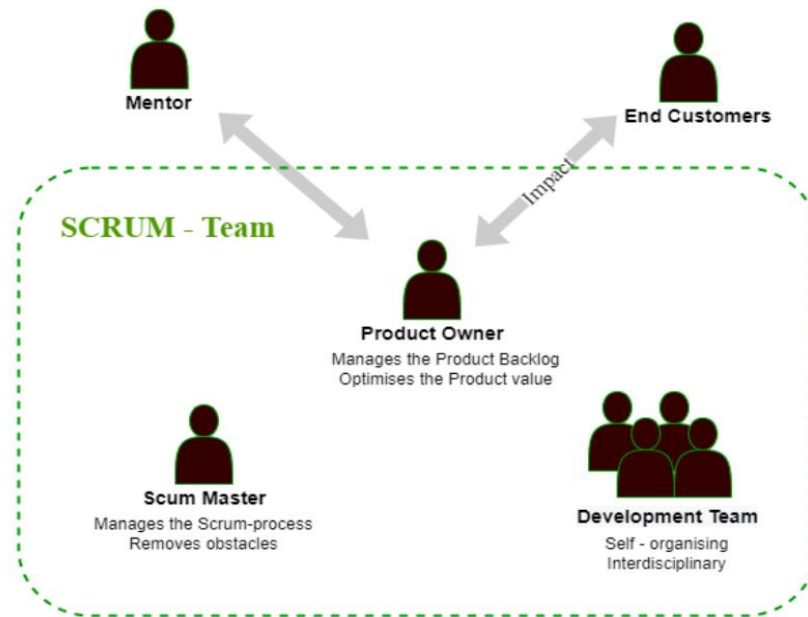 Mentor
End Customers
Impact
SCRUM - Team
Product Owner
Manages the Product Backlog
Optimises the Product value
Scum Master
Manages the Scrum-process
Removes obstacles
Development Team
Self - organising
Interdisciplinary